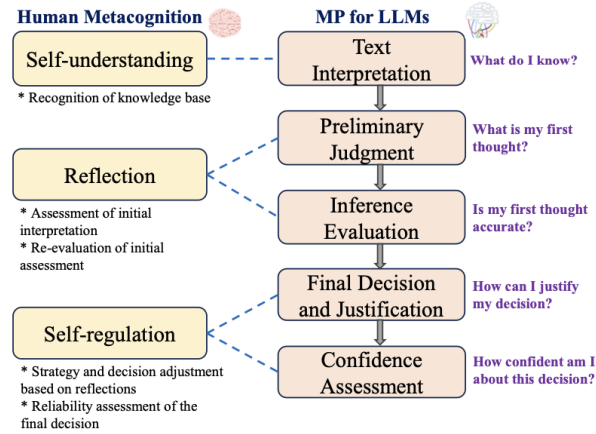 Human Metacognition
MP for LLMs
Self-understanding
* Recognition of knowledge base
Text
Interpretation
What do I know?
Preliminary
Judgment
What is my first
thought?
Reflection
* Assessment of initial
interpretation
* Re-evaluation of initial
assessment
Inference
Evaluation
Is my first thought
accurate?
Final Decision
and Justification
How can I justify
my decision?
Self-regulation
* Strategy and decision adjustment
based on reflections
* Reliability assessment of the
final decision
Confidence
Assessment
How confident am I
about this decision?